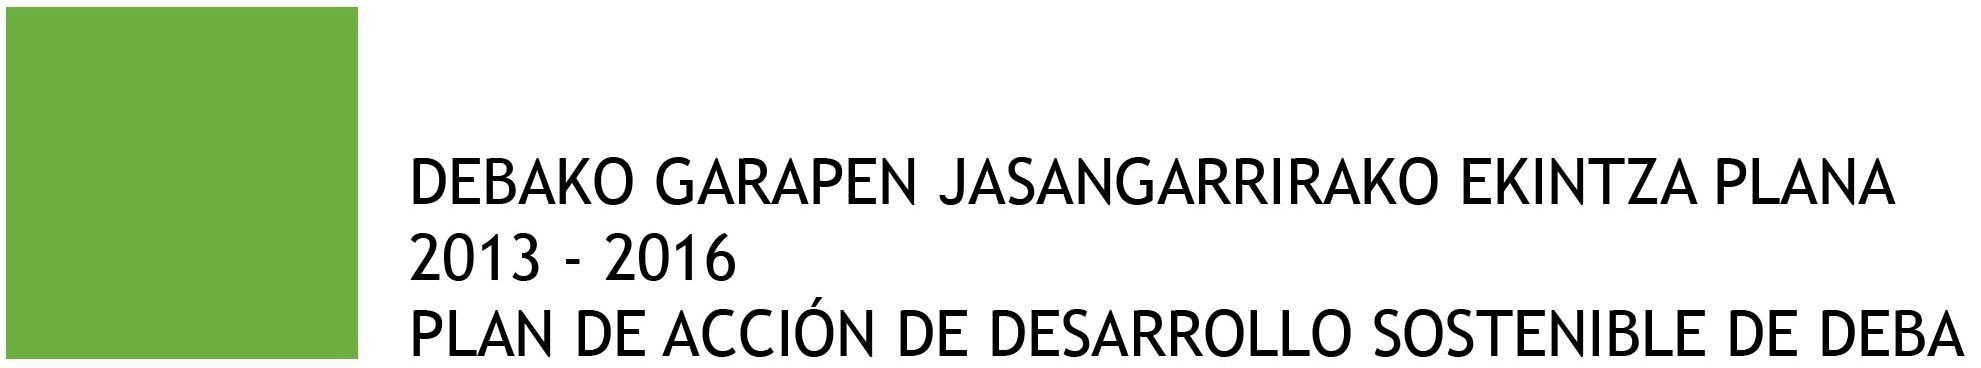 DEBAKO GARAPEN JASANGARRIRAKO EKINTZA PLANA
2013 - 2016
PLAN DE ACCIÓN DE DESARROLLO SOSTENIBLE DE DEBA